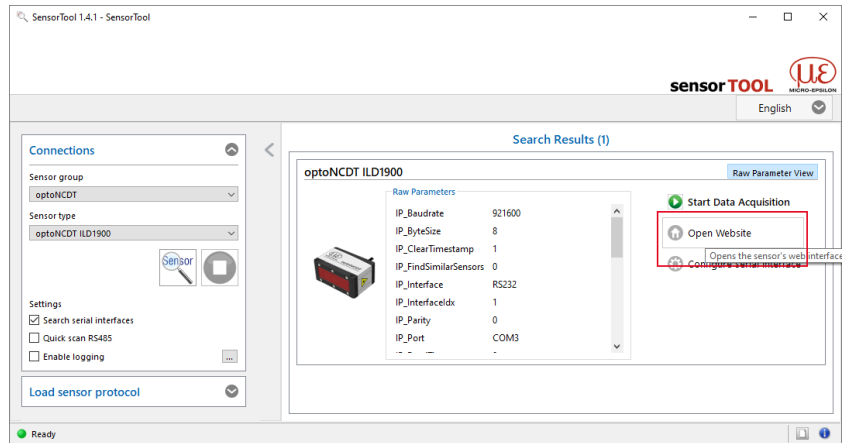 SensorTool 1.4.1 - SensorTool
sensorTOOL
με
MICRO-EPSILON
English
Connections
Sensor group
optoNCDT
Sensor type
optoNCDT ILD1900
Sensor
Settings
Search serial interfaces
Quick scan RS485
Enable logging
...
Load sensor protocol
Search Results (1)
optoNCDT ILD1900
Raw Parameter View
Raw Parameters
IP_Baudrate 921600
IP_ByteSize 8
IP_ClearTimestamp 1
IP_FindSimilarSensors 0
IP_Interface RS232
IP_InterfaceIdx 1
IP_Parity 0
IP_Port COM3
Start Data Acquisition
Open Website
Opens the sensor's web interface
Configure serial interface
Ready